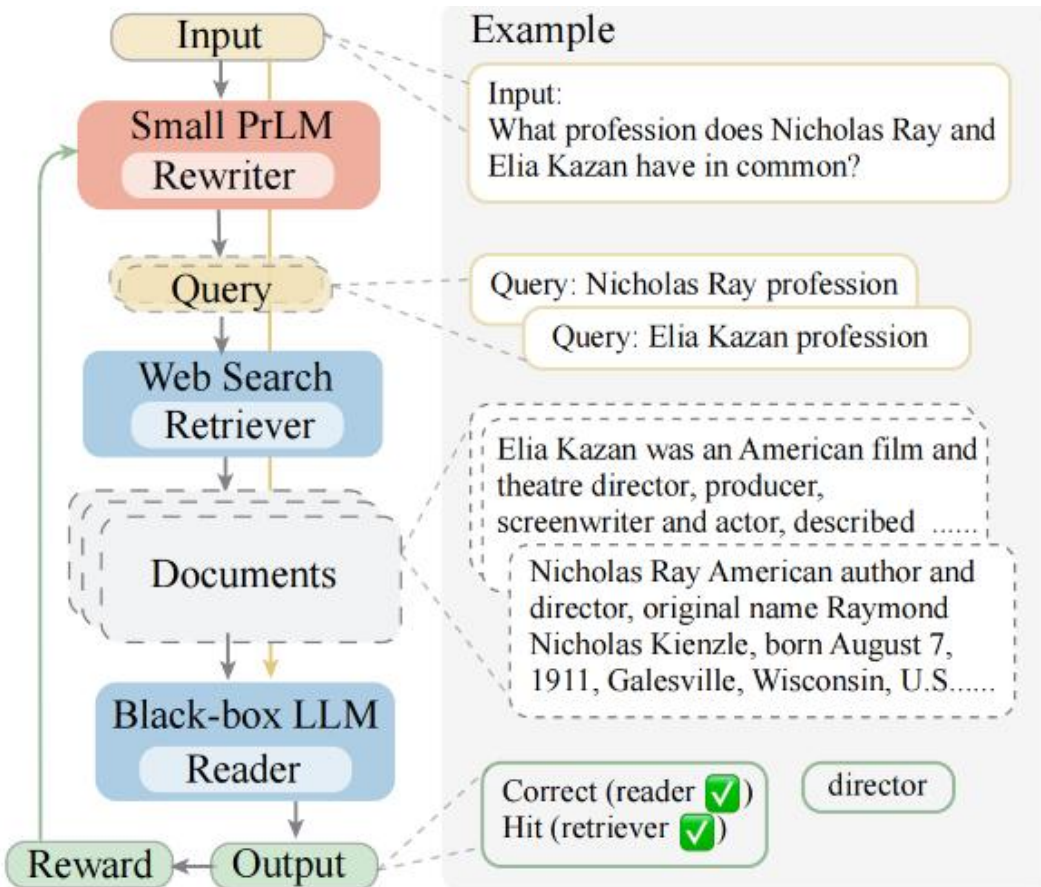 Input
Small PrLM
Rewriter
Query
Web Search
Retriever
Documents
Black-box LLM
Reader
Reward
Output
Example
Input:
What profession does Nicholas Ray and
Elia Kazan have in common?
Query: Nicholas Ray profession
Query: Elia Kazan profession
Elia Kazan was an American film and
theatre director, producer,
screenwriter and actor, described ......
Nicholas Ray American author and
director, original name Raymond
Nicholas Kienzle, born August 7,
1911, Galesville, Wisconsin, U.S......
Correct (reader ✅)
Hit (retriever ✅)
director